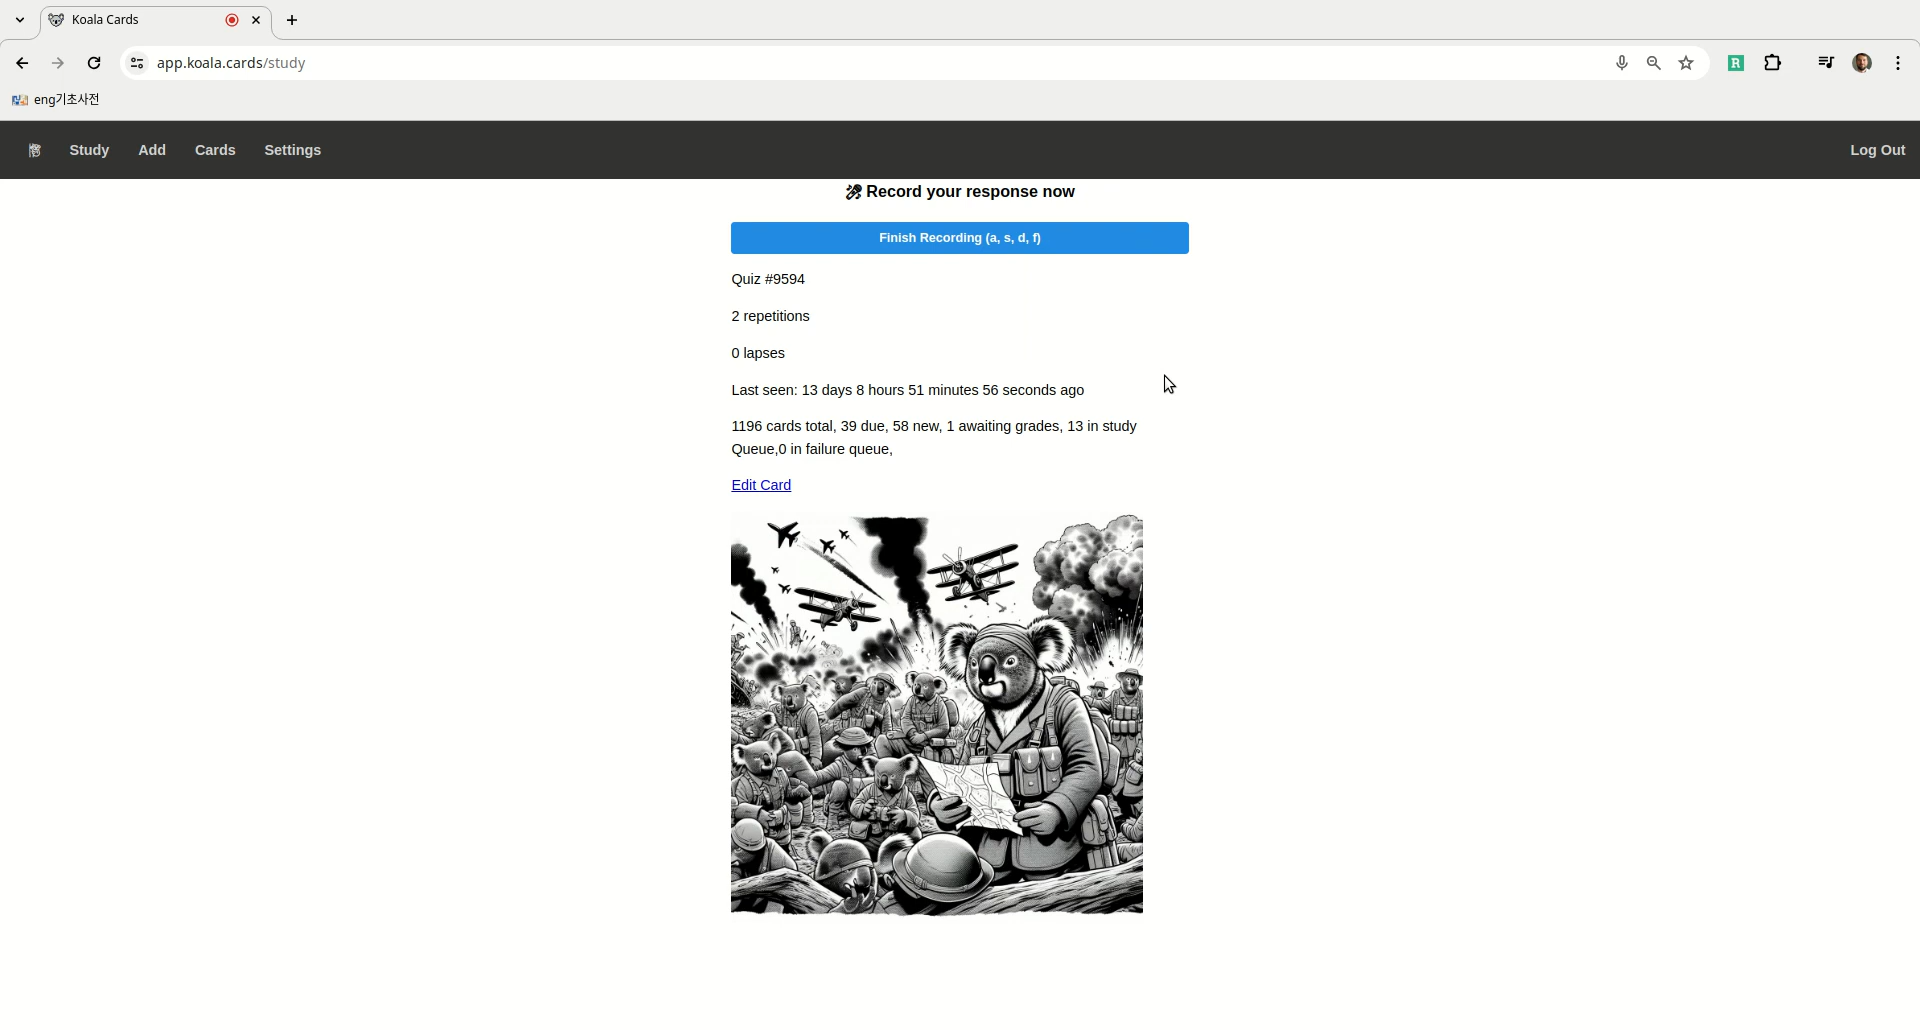 Koala Cards
app.koala.cards/study
eng기초사전
Study Add Cards Settings Log Out
Record your response now
Finish Recording (a, s, d, f)
Quiz #9594
2 repetitions
0 lapses
Last seen: 13 days 8 hours 51 minutes 56 seconds ago
1196 cards total, 39 due, 58 new, 1 awaiting grades, 13 in study
Queue,0 in failure queue,
Edit Card